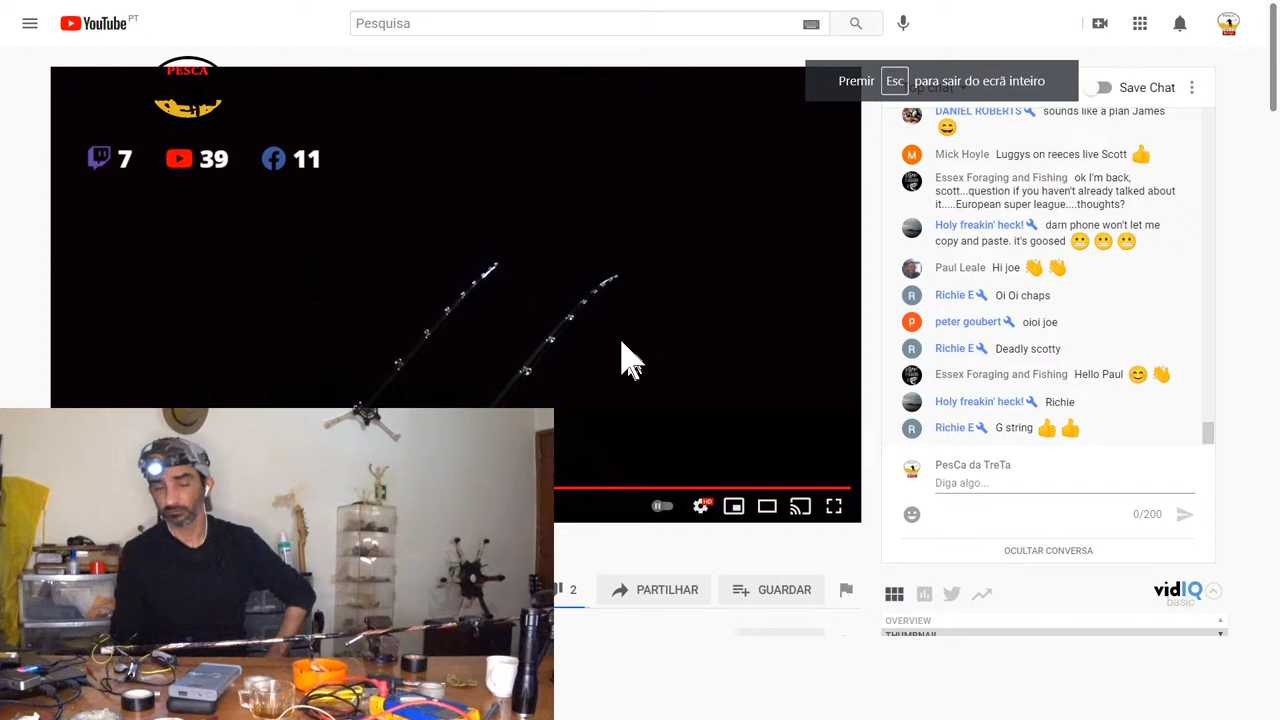 YouTube PT
Pesquisa
PESCA
Premir Esc para sair do ecrã inteiro
Save Chat
7 39 11
DANIEL ROBERTS sounds like a plan James
Mick Hoyle Luggys on reeces live Scott
Essex Foraging and Fishing ok I'm back,
scott...question if you haven't already talked about
it.....European super league....thoughts?
Holy freakin' heck! darn phone won't let me
copy and paste. it's goosed
Paul Leale Hi joe
Richie E Oi Oi chaps
peter goubert oioi joe
Richie E Deadly scotty
Essex Foraging and Fishing Hello Paul
Holy freakin' heck! Richie
Richie E G string
PesCa da TreTa
Diga algo...
0/200
HD
OCULTAR CONVERSA
2 PARTILHAR GUARDAR
vidIQ
basic
OVERVIEW
THUMBNAIL